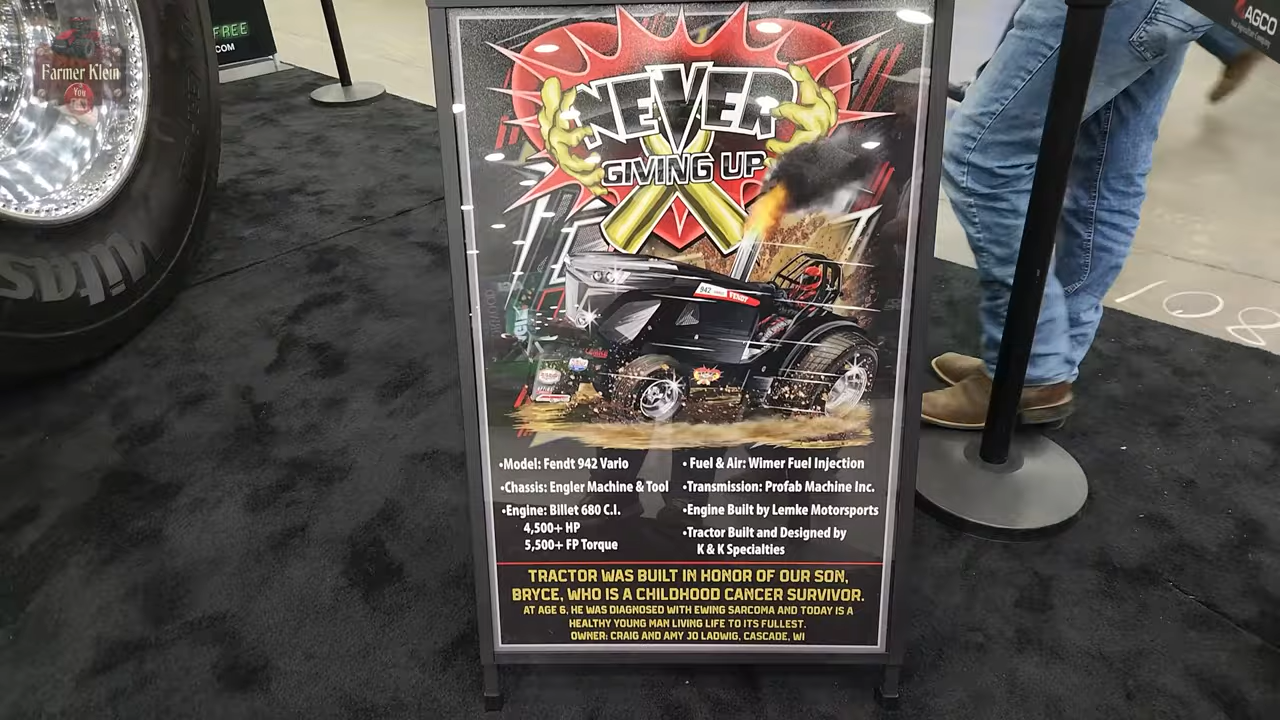 FREE
.COM
Farmer Klein
You
AGCO
Mitas
NEVER
GIVING UP
942
FENDT
108
•Model: Fendt 942 Vario
•Chassis: Engler Machine & Tool
•Engine: Billet 680 C.I.
4,500+ HP
5,500+ FP Torque
• Fuel & Air: Wimer Fuel Injection
•Transmission: Profab Machine Inc.
•Engine Built by Lemke Motorsports
•Tractor Built and Designed by
K & K Specialties
TRACTOR WAS BUILT IN HONOR OF OUR SON,
BRYCE, WHO IS A CHILDHOOD CANCER SURVIVOR.
AT AGE 6, HE WAS DIAGNOSED WITH EWING SARCOMA AND TODAY IS A
HEALTHY YOUNG MAN LIVING LIFE TO ITS FULLEST.
OWNER: CRAIG AND AMY JO LADWIG, CASCADE, WI